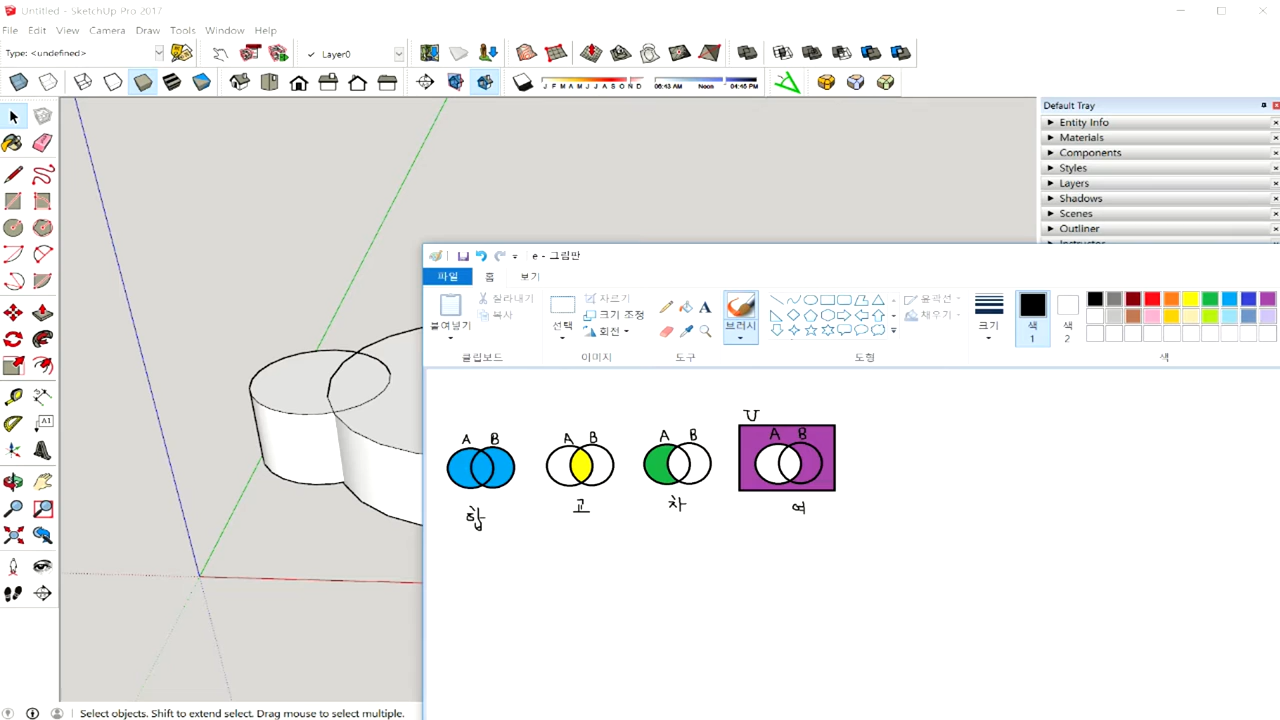 Untitled - SketchUp Pro 2017
File Edit View Camera Draw Tools Window Help
Type: <undefined>
Layer0
J F M A M J J A S O N D
06:43 AM Noon 04:45 PM
Default Tray
Entity Info
Materials
Components
Styles
Layers
Shadows
Scenes
Outliner
Instructor
e - 그림판
파일 홈 보기
붙여넣기
잘라내기
복사
클립보드
선택
자르기
크기 조정
회전
이미지
A
도구
브러시
윤곽선
채우기
도형
크기
색 1
색 2
색
A1
U
A B A B A B A B
합 교 차 여
Select objects. Shift to extend select. Drag mouse to select multiple.